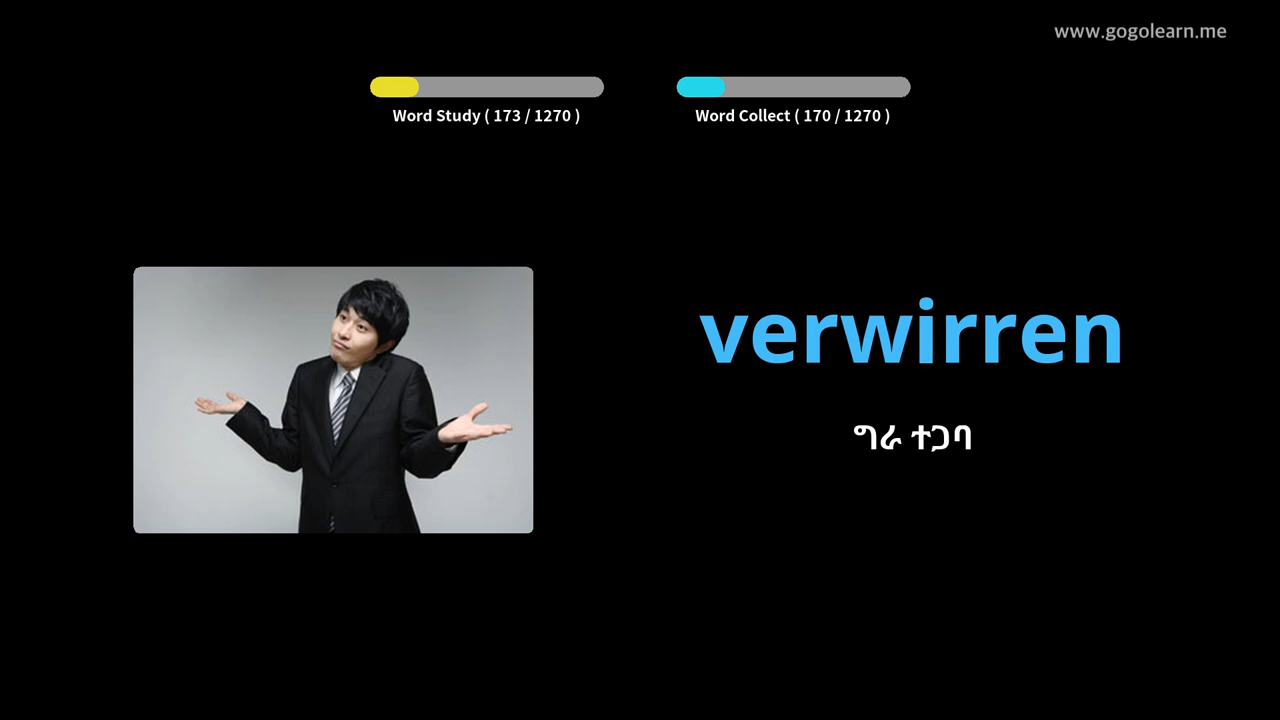 www.gogolearn.me
Word Study ( 173 / 1270 )
Word Collect ( 170 / 1270 )
verwirren
ግራ ተጋባ